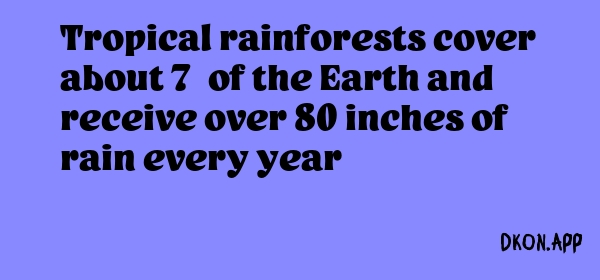 Tropical rainforests cover
about 7  of the Earth and
receive over 80 inches of
rain every year
DKON.APP